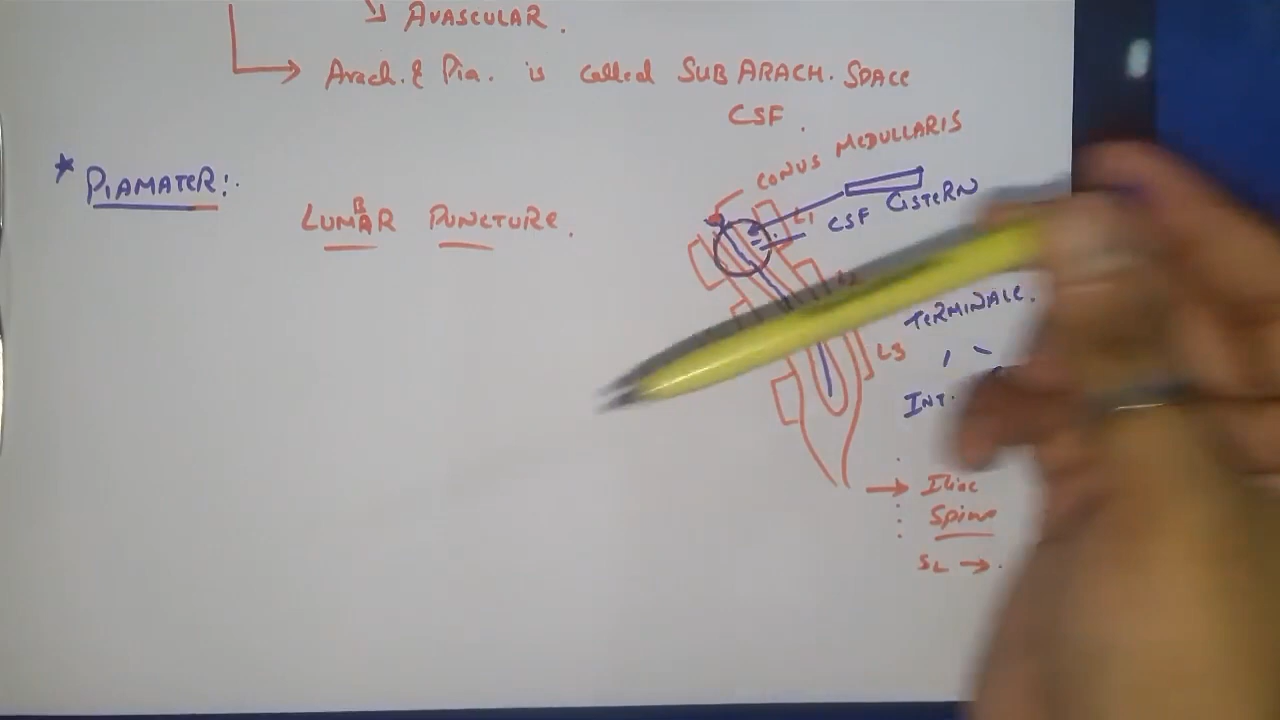 AVASCULAR.
Arach. & Pia. is called SUB ARACH. SPACE
CSF.
CONUS MEDULLARIS
* PIAMATER:.
LUMBAR PUNCTURE.
L1
CSF CISTERN
L2
TERMINALE.
L3
INT.
Iliac
Spine
SL →.